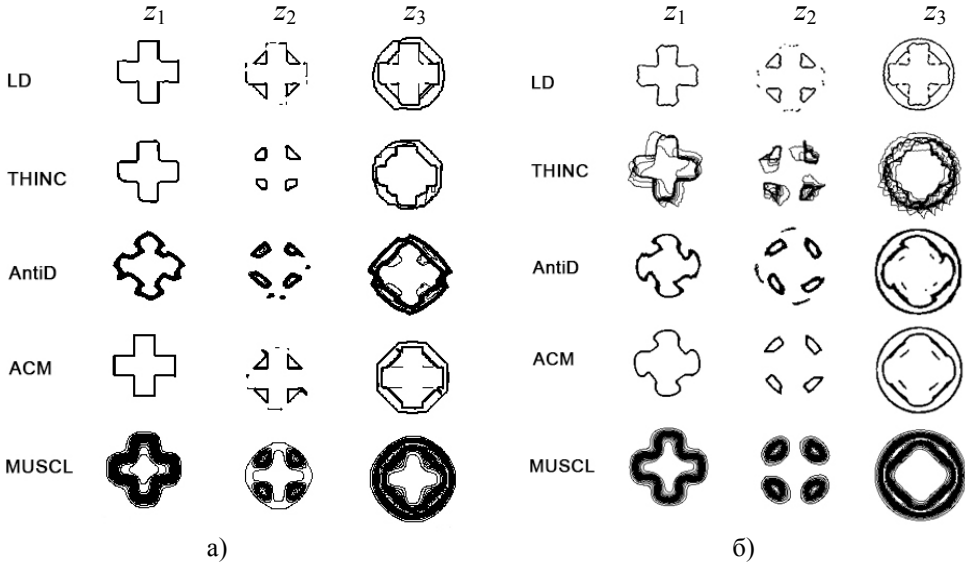 z1 z2 z3 z1 z2 z3
LD LD
THINC THINC
AntiD AntiD
ACM ACM
MUSCL MUSCL
а) б)